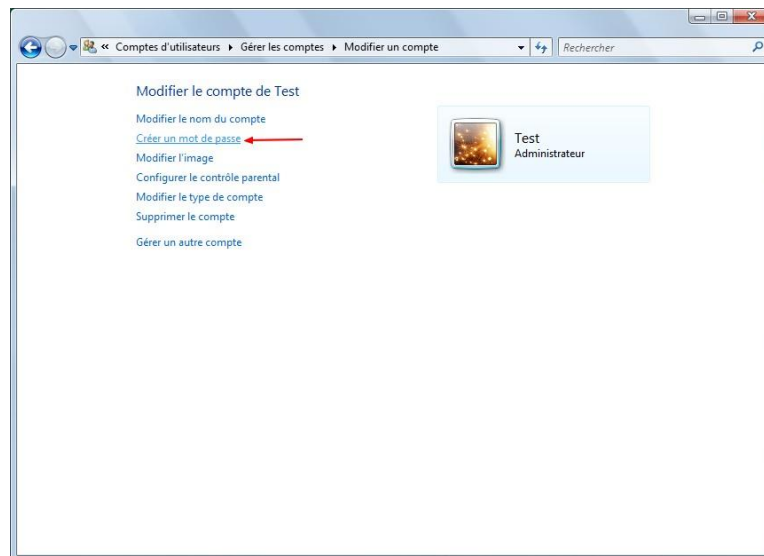 « Comptes d'utilisateurs ▸ Gérer les comptes ▸ Modifier un compte
Rechercher
Modifier le compte de Test
Modifier le nom du compte
Créer un mot de passe
Modifier l'image
Configurer le contrôle parental
Modifier le type de compte
Supprimer le compte
Gérer un autre compte
Test
Administrateur